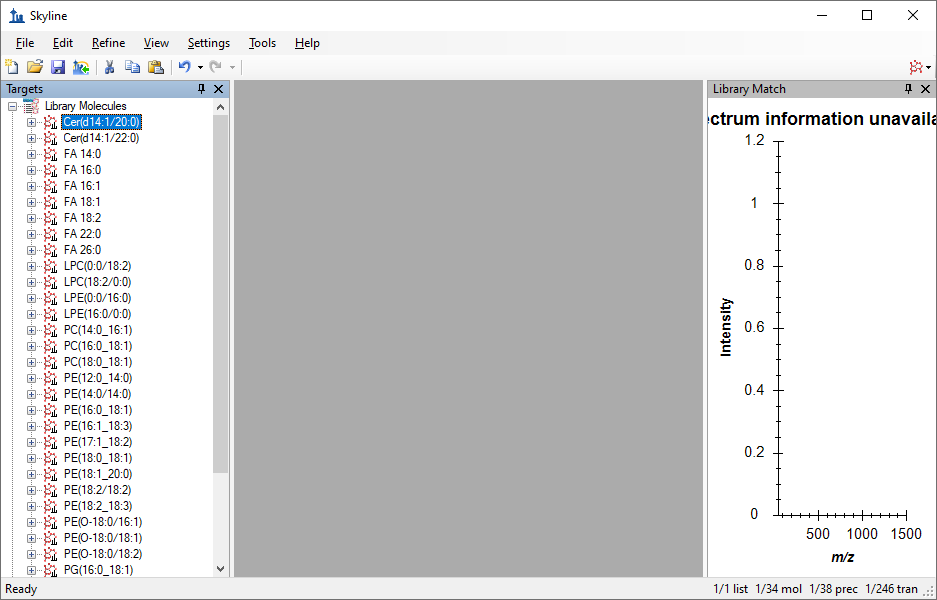 Skyline
File Edit Refine View Settings Tools Help
Targets
Library Molecules
Cer(d14:1/20:0)
Cer(d14:1/22:0)
FA 14:0
FA 16:0
FA 16:1
FA 18:1
FA 18:2
FA 22:0
FA 26:0
LPC(0:0/18:2)
LPC(18:2/0:0)
LPE(0:0/16:0)
LPE(16:0/0:0)
PC(14:0_16:1)
PC(16:0_18:1)
PC(18:0_18:1)
PE(12:0_14:0)
PE(14:0/14:0)
PE(16:0_18:1)
PE(16:1_18:3)
PE(17:1_18:2)
PE(18:0_18:1)
PE(18:1_20:0)
PE(18:2/18:2)
PE(18:2_18:3)
PE(O-18:0/16:1)
PE(O-18:0/18:1)
PE(O-18:0/18:2)
PG(16:0_18:1)
Library Match
ectrum information unavaila
1.2
1
0.8
0.6
0.4
0.2
0
Intensity
500 1000 1500
m/z
Ready
1/1 list 1/34 mol 1/38 prec 1/246 tran